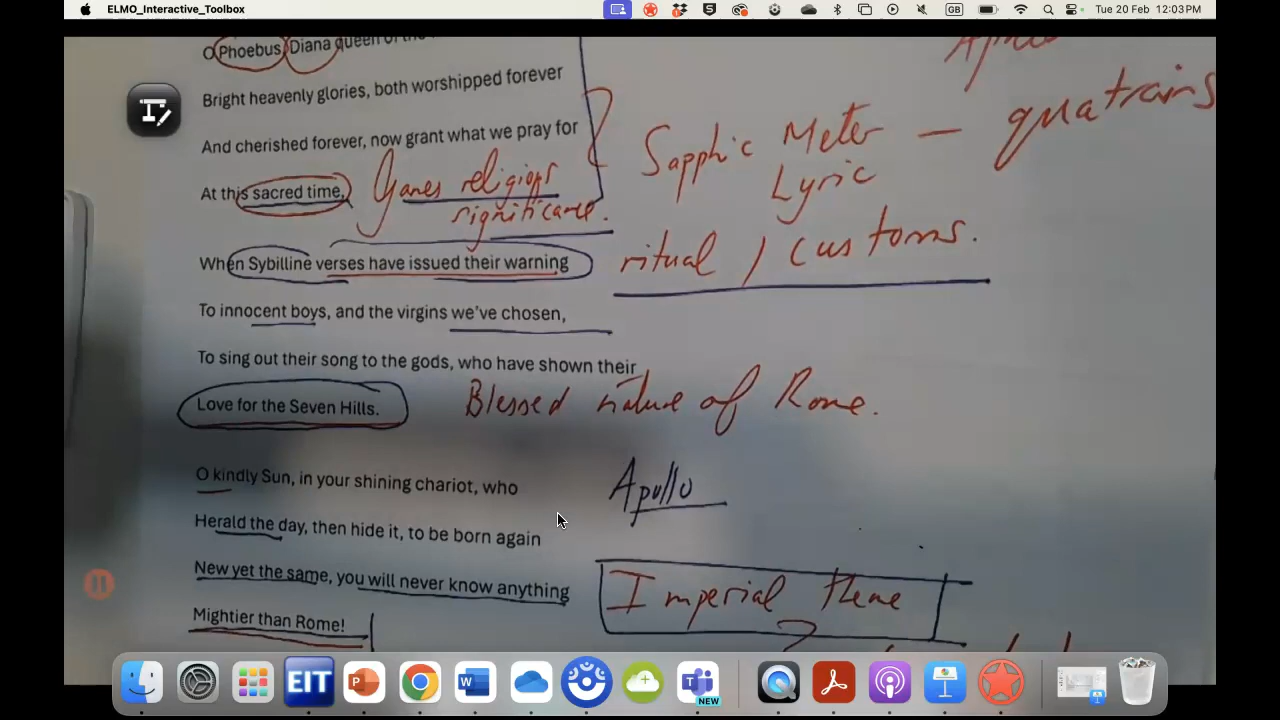 ELMO_Interactive_Toolbox
GB
Tue 20 Feb 12:03 PM
O Phoebus, Diana queen of the
Bright heavenly glories, both worshipped forever
And cherished forever, now grant what we pray for
At this sacred time,
Games religious
significance.
Sapphic Meter — quatrains
Lyric
When Sybilline verses have issued their warning
ritual / customs.
To innocent boys, and the virgins we've chosen,
To sing out their song to the gods, who have shown their
Love for the Seven Hills.
Blessed nature of Rome.
O kindly Sun, in your shining chariot, who
Apollo
Herald the day, then hide it, to be born again
New yet the same, you will never know anything
Imperial theme
Mightier than Rome!
EIT
NEW